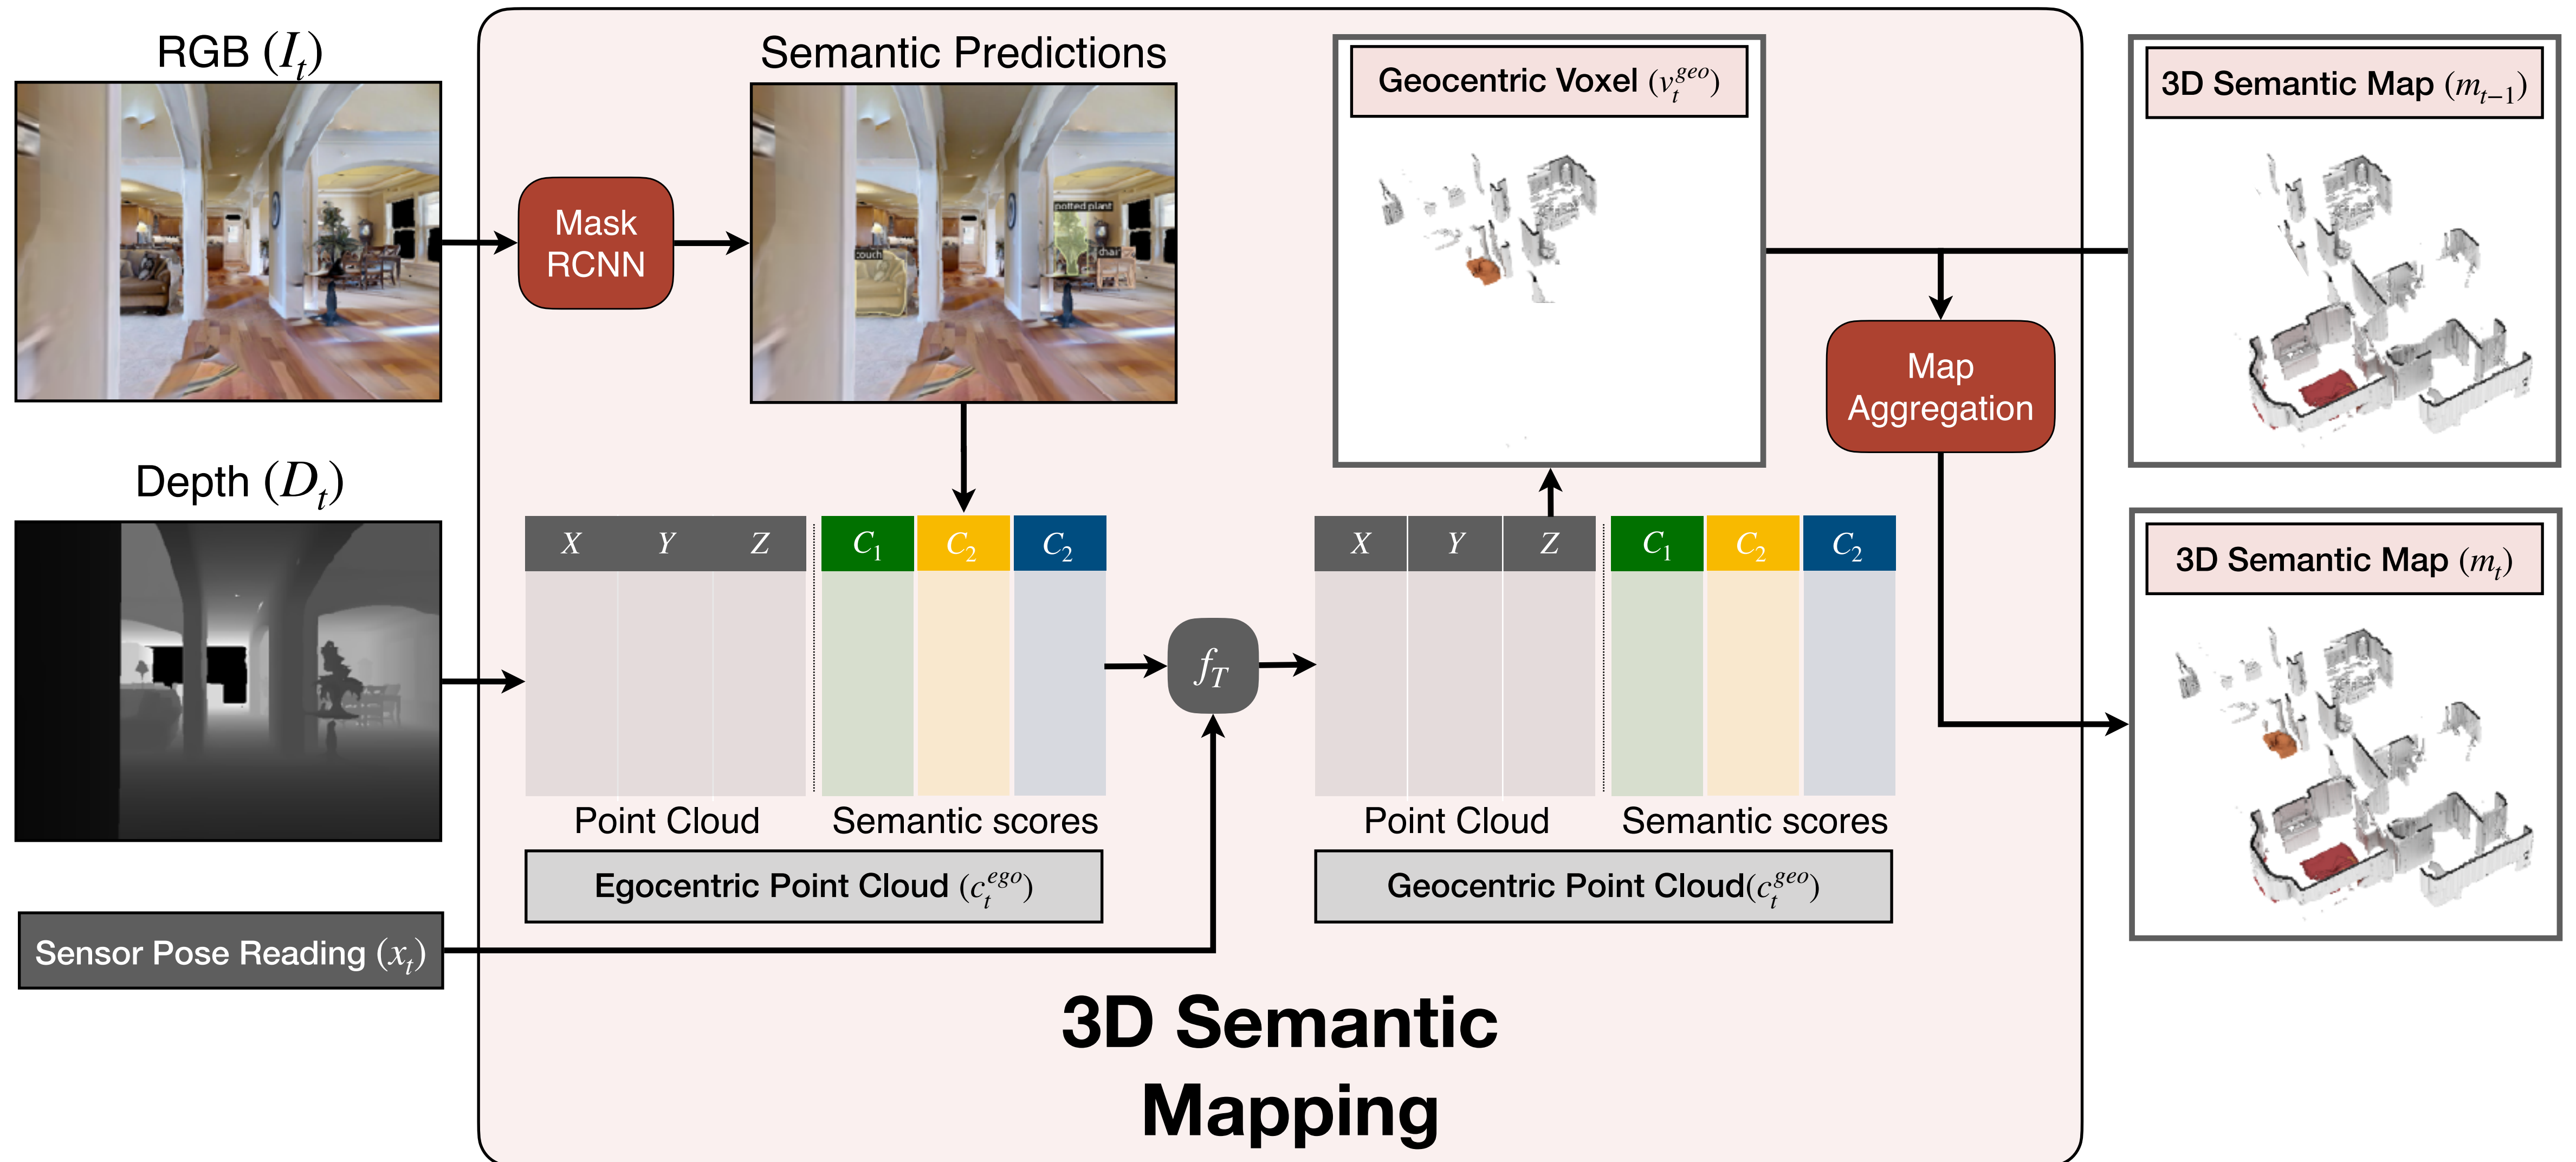 RGB (I_t)
Semantic Predictions
Geocentric Voxel (v_t^{geo})
3D Semantic Map (m_{t−1})
Mask
RCNN
potted plant
chair
couch
Map
Aggregation
Depth (D_t)
X Y Z C_1 C_2 C_2
X Y Z C_1 C_2 C_2
3D Semantic Map (m_t)
f_T
Point Cloud
Semantic scores
Point Cloud
Semantic scores
Egocentric Point Cloud (c_t^{ego})
Geocentric Point Cloud(c_t^{geo})
Sensor Pose Reading (x_t)
3D Semantic
Mapping